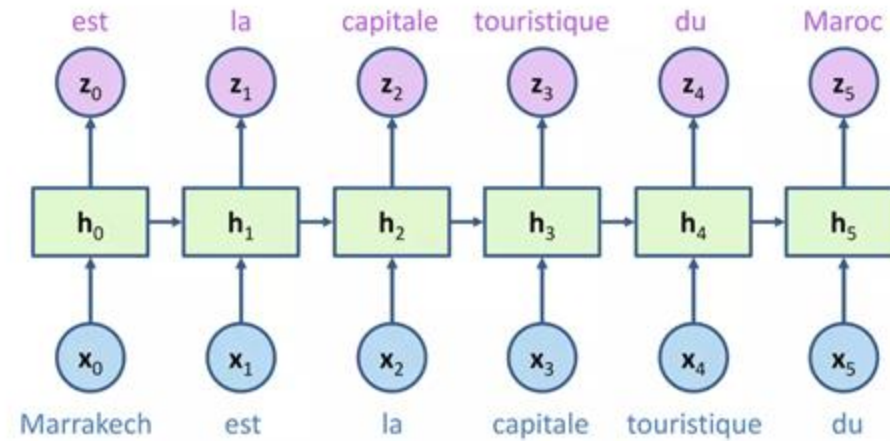 est la capitale touristique du Maroc
z0 z1 z2 z3 z4 z5
h0 h1 h2 h3 h4 h5
x0 x1 x2 x3 x4 x5
Marrakech est la capitale touristique du